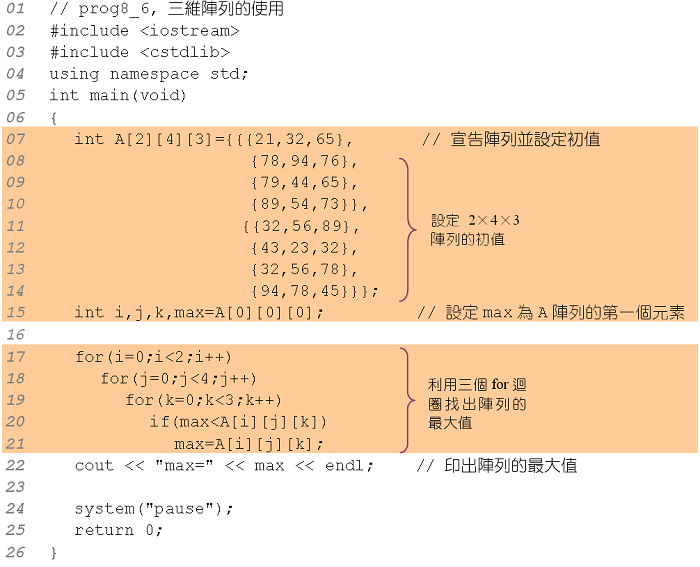 01 // prog8_6, 三維陣列的使用
02 #include <iostream>
03 #include <cstdlib>
04 using namespace std;
05 int main(void)
06 {
07 int A[2][4][3]={{{21,32,65}, // 宣告陣列並設定初值
08 {78,94,76},
09 {79,44,65},
10 {89,54,73}},
設定 2×4×3
11 {{32,56,89},
陣列的初值
12 {43,23,32},
13 {32,56,78},
14 {94,78,45}}};
15 int i,j,k,max=A[0][0][0]; // 設定 max 為 A 陣列的第一個元素
16
17 for(i=0;i<2;i++)
18 for(j=0;j<4;j++)
利用三個 for 迴
19 for(k=0;k<3;k++)
圈找出陣列的
20 if(max<A[i][j][k])
最大值
21 max=A[i][j][k];
22 cout << "max=" << max << endl; // 印出陣列的最大值
23
24 system("pause");
25 return 0;
26 }